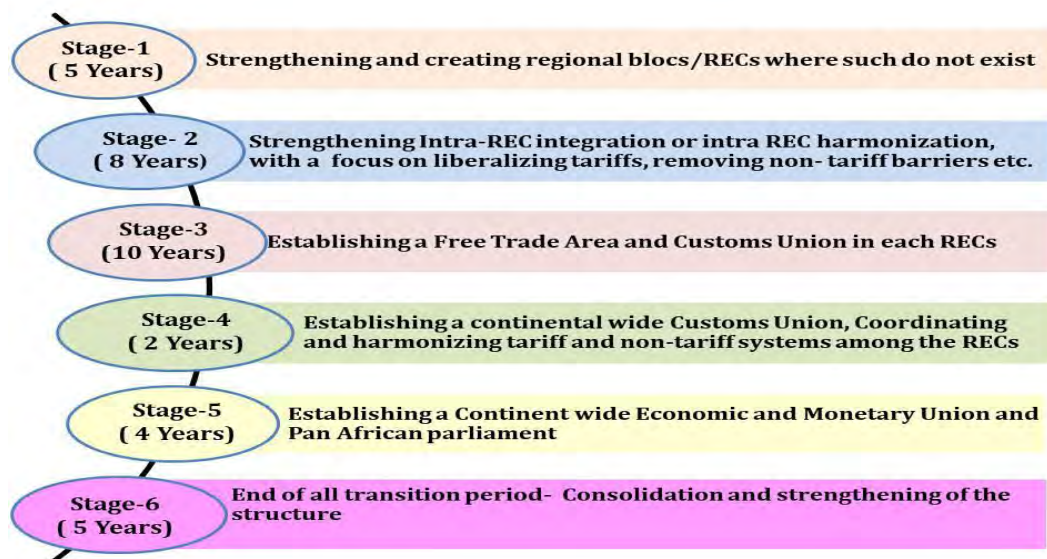 Stage-1
( 5 Years)
Strengthening and creating regional blocs/RECs where such do not exist
Stage- 2
( 8 Years)
Strengthening Intra-REC integration or intra REC harmonization,
with a focus on liberalizing tariffs, removing non- tariff barriers etc.
Stage-3
(10 Years)
Establishing a Free Trade Area and Customs Union in each RECs
Stage-4
( 2 Years)
Establishing a continental wide Customs Union, Coordinating
and harmonizing tariff and non-tariff systems among the RECs
Stage-5
( 4 Years)
Establishing a Continent wide Economic and Monetary Union and
Pan African parliament
Stage-6
( 5 Years)
End of all transition period- Consolidation and strengthening of the
structure